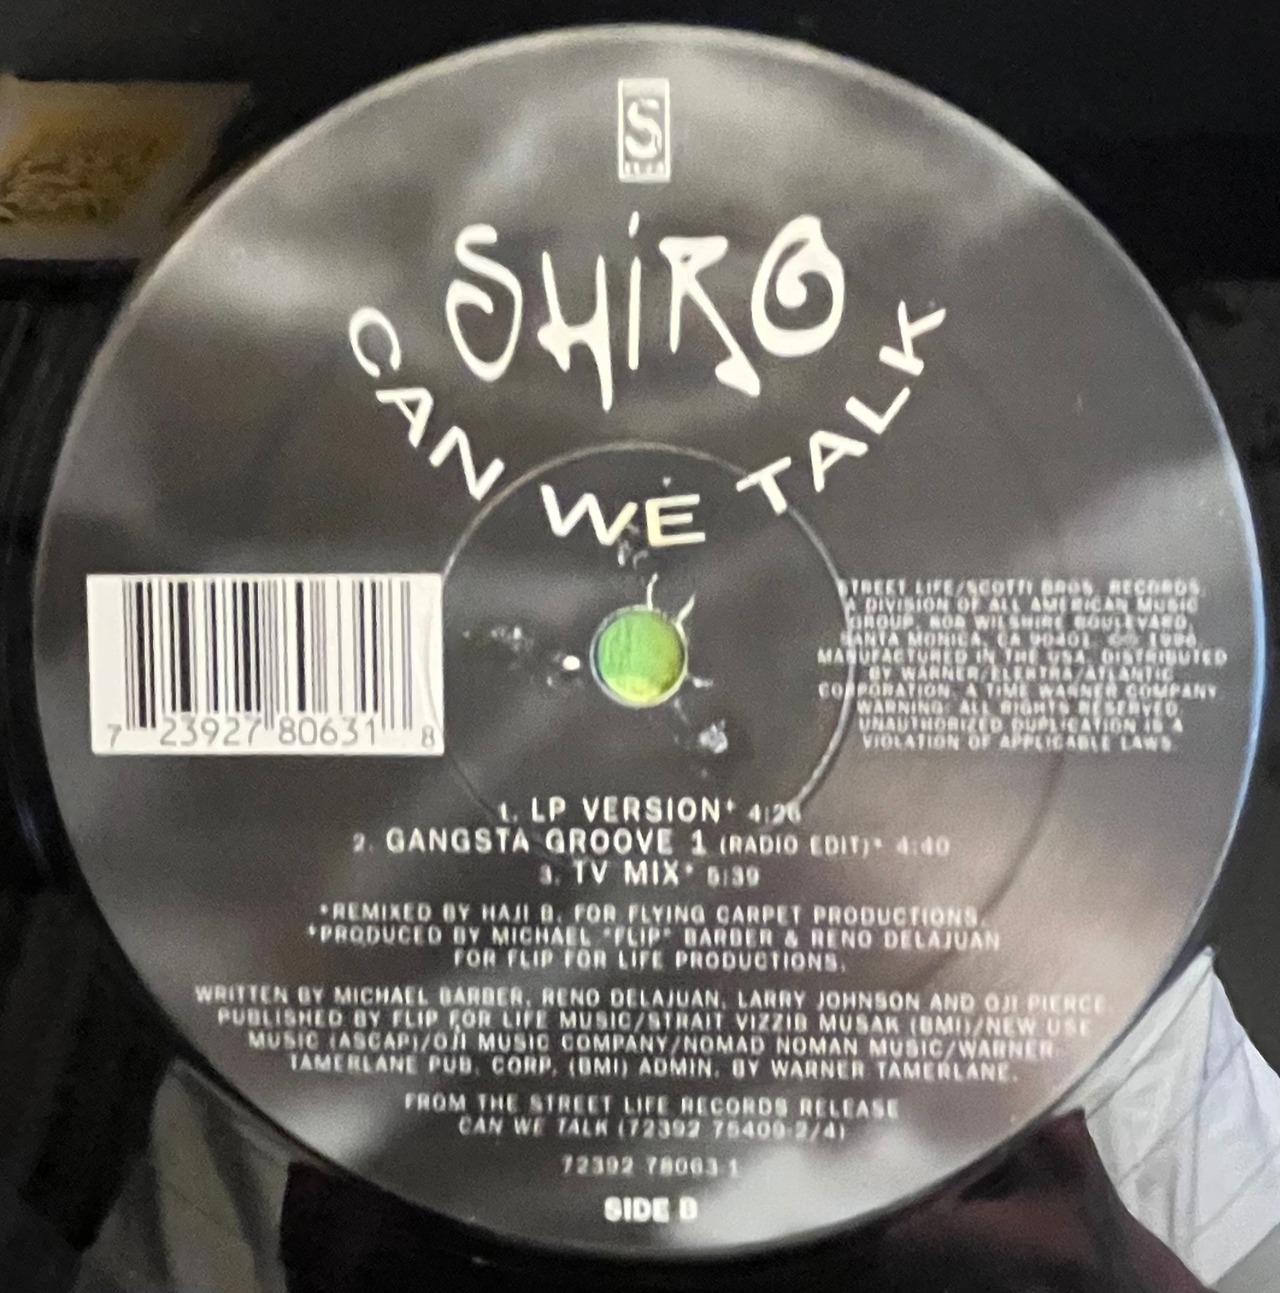 S
SHiRO
CAN WE TALK
STREET LIFE/SCOTTI BROS. RECORDS,
A DIVISION OF ALL AMERICAN MUSIC
GROUP, 808 WILSHIRE BOULEVARD,
SANTA MONICA, CA 90401. ©℗ 1996
MANUFACTURED IN THE USA. DISTRIBUTED
BY WARNER/ELEKTRA/ATLANTIC
CORPORATION, A TIME WARNER COMPANY.
WARNING: ALL RIGHTS RESERVED.
UNAUTHORIZED DUPLICATION IS A
VIOLATION OF APPLICABLE LAWS.
7 23927 80631 8
1. LP VERSION+ 4:26
2. GANGSTA GROOVE 1 (RADIO EDIT)* 4:40
3. TV MIX* 5:39
*REMIXED BY HAJI B. FOR FLYING CARPET PRODUCTIONS.
+PRODUCED BY MICHAEL "FLIP" BARBER & RENO DELAJUAN
FOR FLIP FOR LIFE PRODUCTIONS.
WRITTEN BY MICHAEL BARBER, RENO DELAJUAN, LARRY JOHNSON AND OJI PIERCE.
PUBLISHED BY FLIP FOR LIFE MUSIC/STRAIT VIZZIB MUSAK (BMI)/NEW USE
MUSIC (ASCAP)/OJI MUSIC COMPANY/NOMAD NOMAN MUSIC/WARNER
TAMERLANE PUB. CORP. (BMI) ADMIN. BY WARNER TAMERLANE.
FROM THE STREET LIFE RECORDS RELEASE
CAN WE TALK (72392 75409-2/4)
72392 78063-1
SIDE B